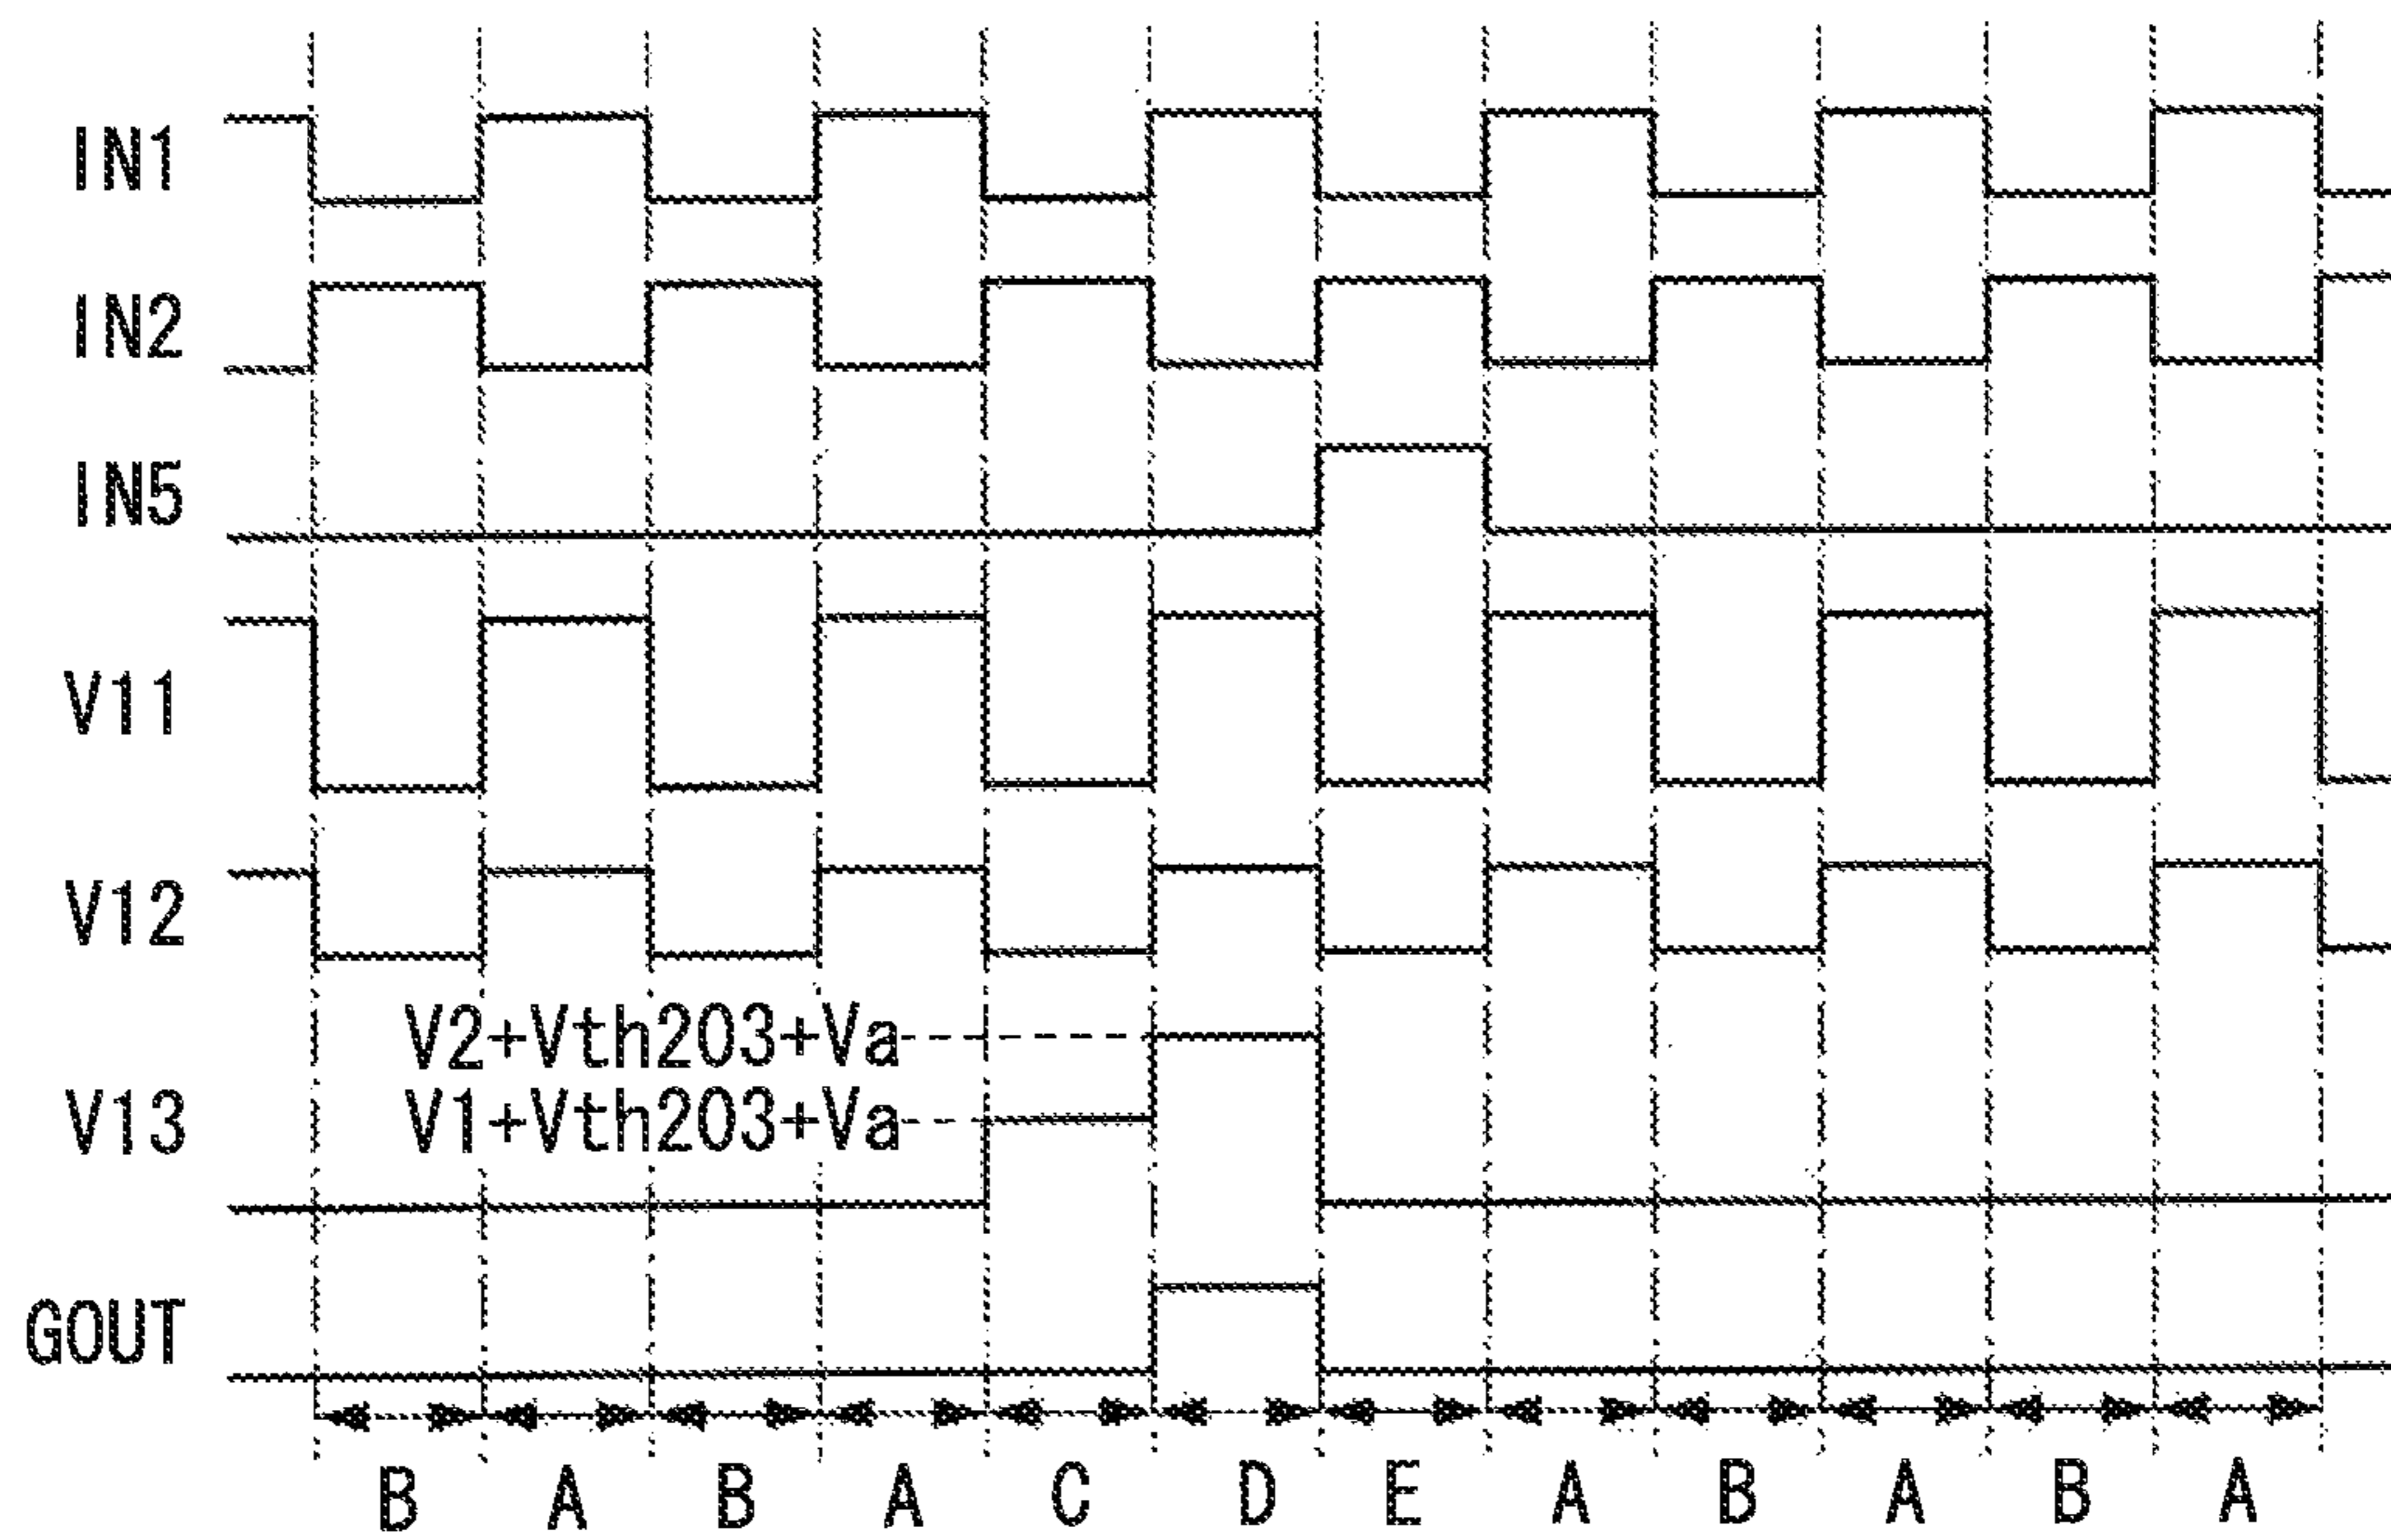 IN1
IN2
IN5
V11
V12
V2+Vth203+Va
V13
V1+Vth203+Va
GOUT
B A B A C D E A B A B A